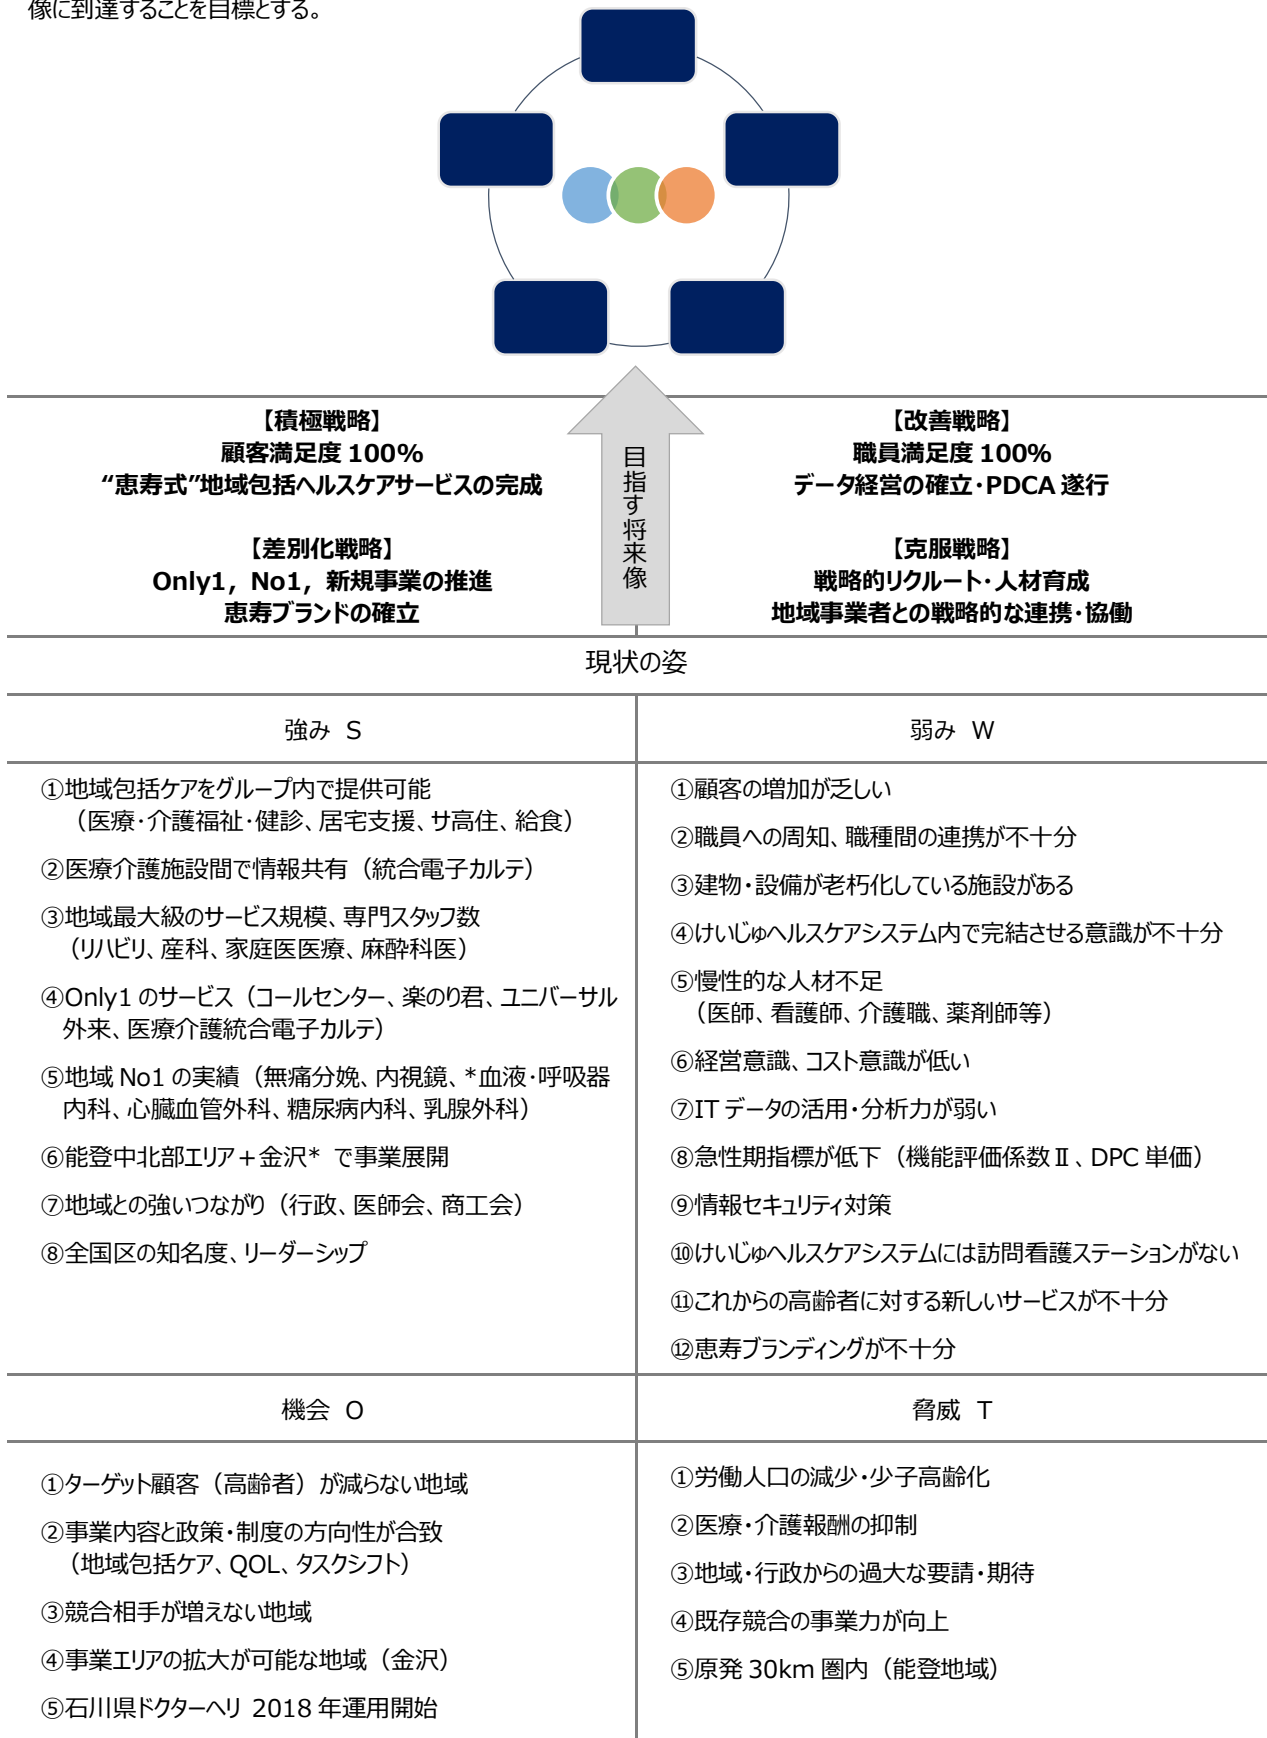 像に到達することを目標とする。
【積極戦略】
顧客満足度 100%
“恵寿式”地域包括ヘルスケアサービスの完成
【差別化戦略】
Only1, No1, 新規事業の推進
恵寿ブランドの確立
目指す将来像
【改善戦略】
職員満足度 100%
データ経営の確立・PDCA 遂行
【克服戦略】
戦略的リクルート・人材育成
地域事業者との戦略的な連携・協働
現状の姿
強み S
①地域包括ケアをグループ内で提供可能
（医療・介護福祉・健診、居宅支援、サ高住、給食）
②医療介護施設間で情報共有（統合電子カルテ）
③地域最大級のサービス規模、専門スタッフ数
（リハビリ、産科、家庭医医療、麻酔科医）
④Only1 のサービス（コールセンター、楽のり君、ユニバーサル
外来、医療介護統合電子カルテ）
⑤地域 No1 の実績（無痛分娩、内視鏡、*血液・呼吸器
内科、心臓血管外科、糖尿病内科、乳腺外科）
⑥能登中北部エリア＋金沢* で事業展開
⑦地域との強いつながり（行政、医師会、商工会）
⑧全国区の知名度、リーダーシップ
弱み W
①顧客の増加が乏しい
②職員への周知、職種間の連携が不十分
③建物・設備が老朽化している施設がある
④けいじゅヘルスケアシステム内で完結させる意識が不十分
⑤慢性的な人材不足
（医師、看護師、介護職、薬剤師等）
⑥経営意識、コスト意識が低い
⑦IT データの活用・分析力が弱い
⑧急性期指標が低下（機能評価係数Ⅱ、DPC 単価）
⑨情報セキュリティ対策
⑩けいじゅヘルスケアシステムには訪問看護ステーションがない
⑪これからの高齢者に対する新しいサービスが不十分
⑫恵寿ブランディングが不十分
機会 O
①ターゲット顧客（高齢者）が減らない地域
②事業内容と政策・制度の方向性が合致
（地域包括ケア、QOL、タスクシフト）
③競合相手が増えない地域
④事業エリアの拡大が可能な地域（金沢）
⑤石川県ドクターヘリ 2018 年運用開始
脅威 T
①労働人口の減少・少子高齢化
②医療・介護報酬の抑制
③地域・行政からの過大な要請・期待
④既存競合の事業力が向上
⑤原発 30km 圏内（能登地域）